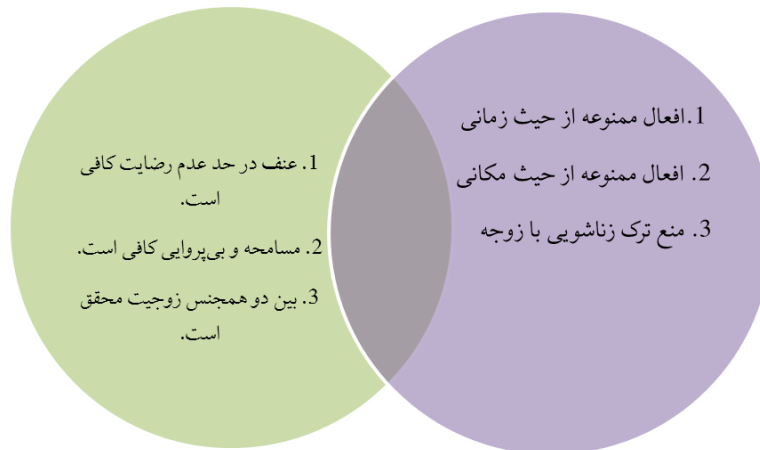 1.افعال ممنوعه از حیث زمانی
2. افعال ممنوعه از حیث مکانی
3. منع ترک زناشویی با زوجه
1. عنف در حد عدم رضایت کافی
است.
2. مسامحه و بی‌پروایی کافی است.
3. بین دو همجنس زوجیت محقق
است.